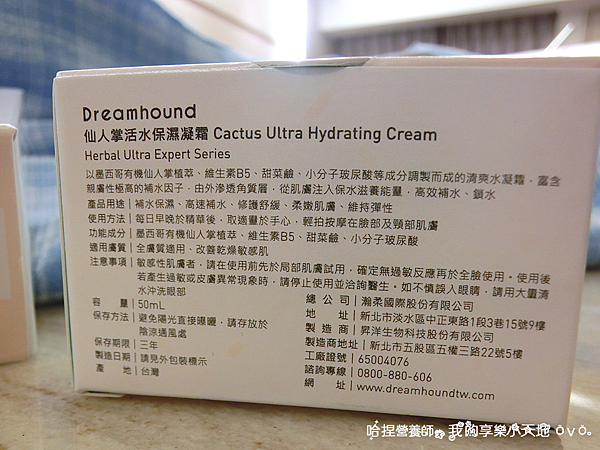 Dreamhound
仙人掌活水保濕凝霜 Cactus Ultra Hydrating Cream
Herbal Ultra Expert Series
以墨西哥有機仙人掌植萃、維生素B5、甜菜鹼、小分子玻尿酸等成分調製而成的清爽水凝霜，富含
親膚性極高的補水因子，由外滲透角質層，從肌膚注入保水滋養能量，高效補水、鎖水
產品用途｜補水保濕、高速補水、修護舒緩、柔嫩肌膚、維持彈性
使用方法｜每日早晚於精華後，取適量於手心，輕拍按摩在臉部及頸部肌膚
功能成分｜墨西哥有機仙人掌植萃、維生素B5、甜菜鹼、小分子玻尿酸
適用膚質｜全膚質適用、改善乾燥敏感肌
注意事項｜敏感性肌膚者，請在使用前先於局部肌膚試用，確定無過敏反應再於全臉使用。使用後
若產生過敏或皮膚異常現象時，請停止使用並洽詢醫生。如不慎誤入眼睛，請用大量清
水沖洗眼部
容 量｜50mL
保存方法｜避免陽光直接曝曬，請存放於
陰涼通風處
保存期限｜三年
製造日期｜請見外包裝標示
產 地｜台灣
總 公 司｜瀚柔國際股份有限公司
地 址｜新北市淡水區中正東路1段3巷15號9樓
製 造 商｜昇洋生物科技股份有限公司
製造商地址｜新北市五股區五權三路22號5樓
工廠證號｜65004076
諮詢專線｜0800-880-606
網 址｜www.dreamhoundtw.com
哈捏營養師。我的享樂小天地 ovo。